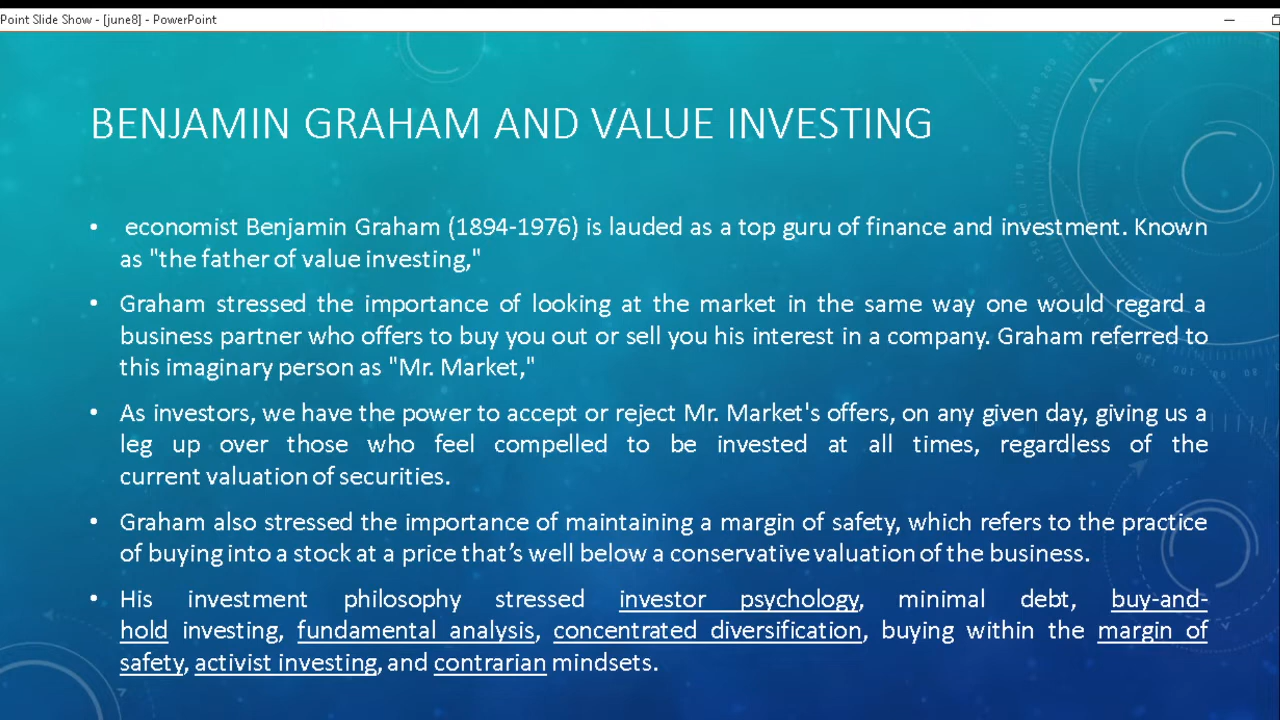 Point Slide Show - [june8] - PowerPoint
BENJAMIN GRAHAM AND VALUE INVESTING
• economist Benjamin Graham (1894-1976) is lauded as a top guru of finance and investment. Known
as "the father of value investing,"
• Graham stressed the importance of looking at the market in the same way one would regard a
business partner who offers to buy you out or sell you his interest in a company. Graham referred to
this imaginary person as "Mr. Market,"
• As investors, we have the power to accept or reject Mr. Market's offers, on any given day, giving us a
leg up over those who feel compelled to be invested at all times, regardless of the
current valuation of securities.
• Graham also stressed the importance of maintaining a margin of safety, which refers to the practice
of buying into a stock at a price that’s well below a conservative valuation of the business.
• His investment philosophy stressed investor psychology, minimal debt, buy-and-
hold investing, fundamental analysis, concentrated diversification, buying within the margin of
safety, activist investing, and contrarian mindsets.